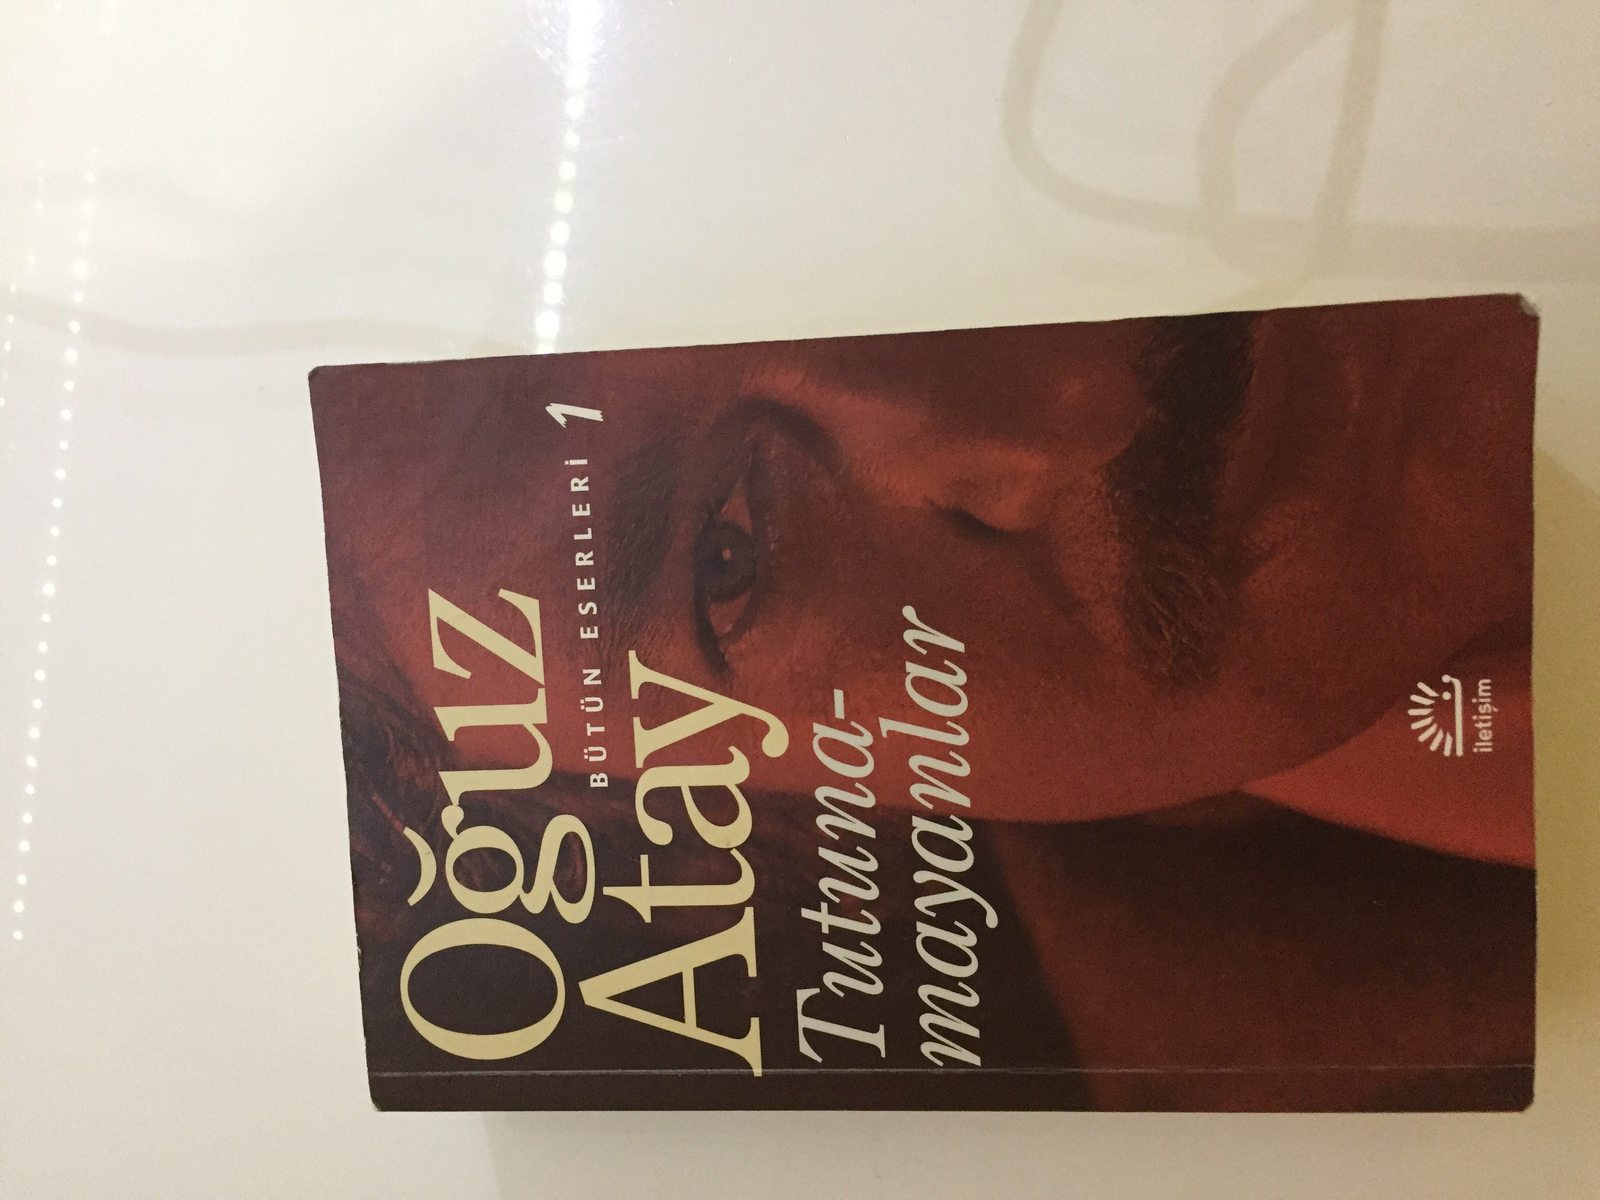 Oğuz
BÜTÜN ESERLERİ 1
Atay
Tutuna-
mayanlar
iletişim